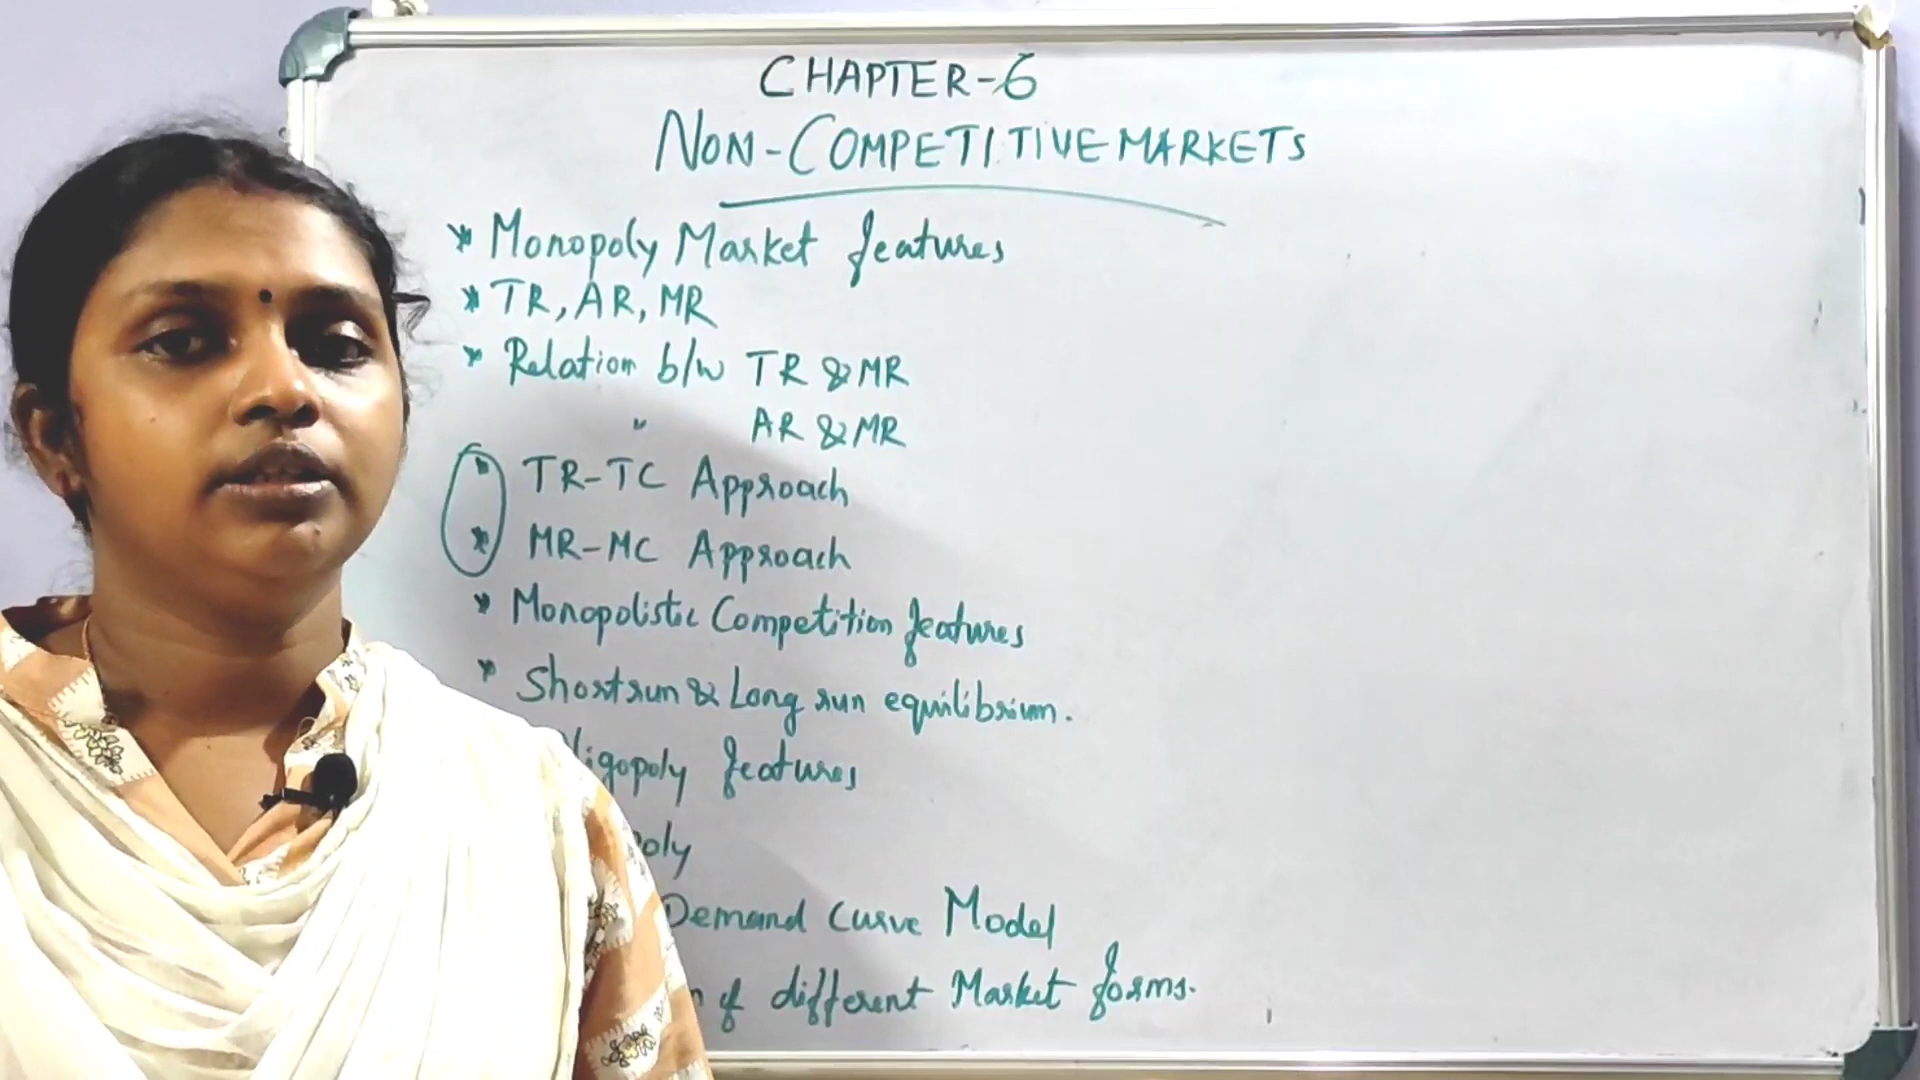 CHAPTER-6
NON-COMPETITIVE MARKETS
* Monopoly Market features
* TR, AR, MR
* Relation b/w TR & MR
" AR & MR
* TR-TC Approach
* MR-MC Approach
* Monopolistic Competition features
* Shortrun & Long run equilibrium.
ligopoly features
poly
Demand Curve Model
n of different Market forms.